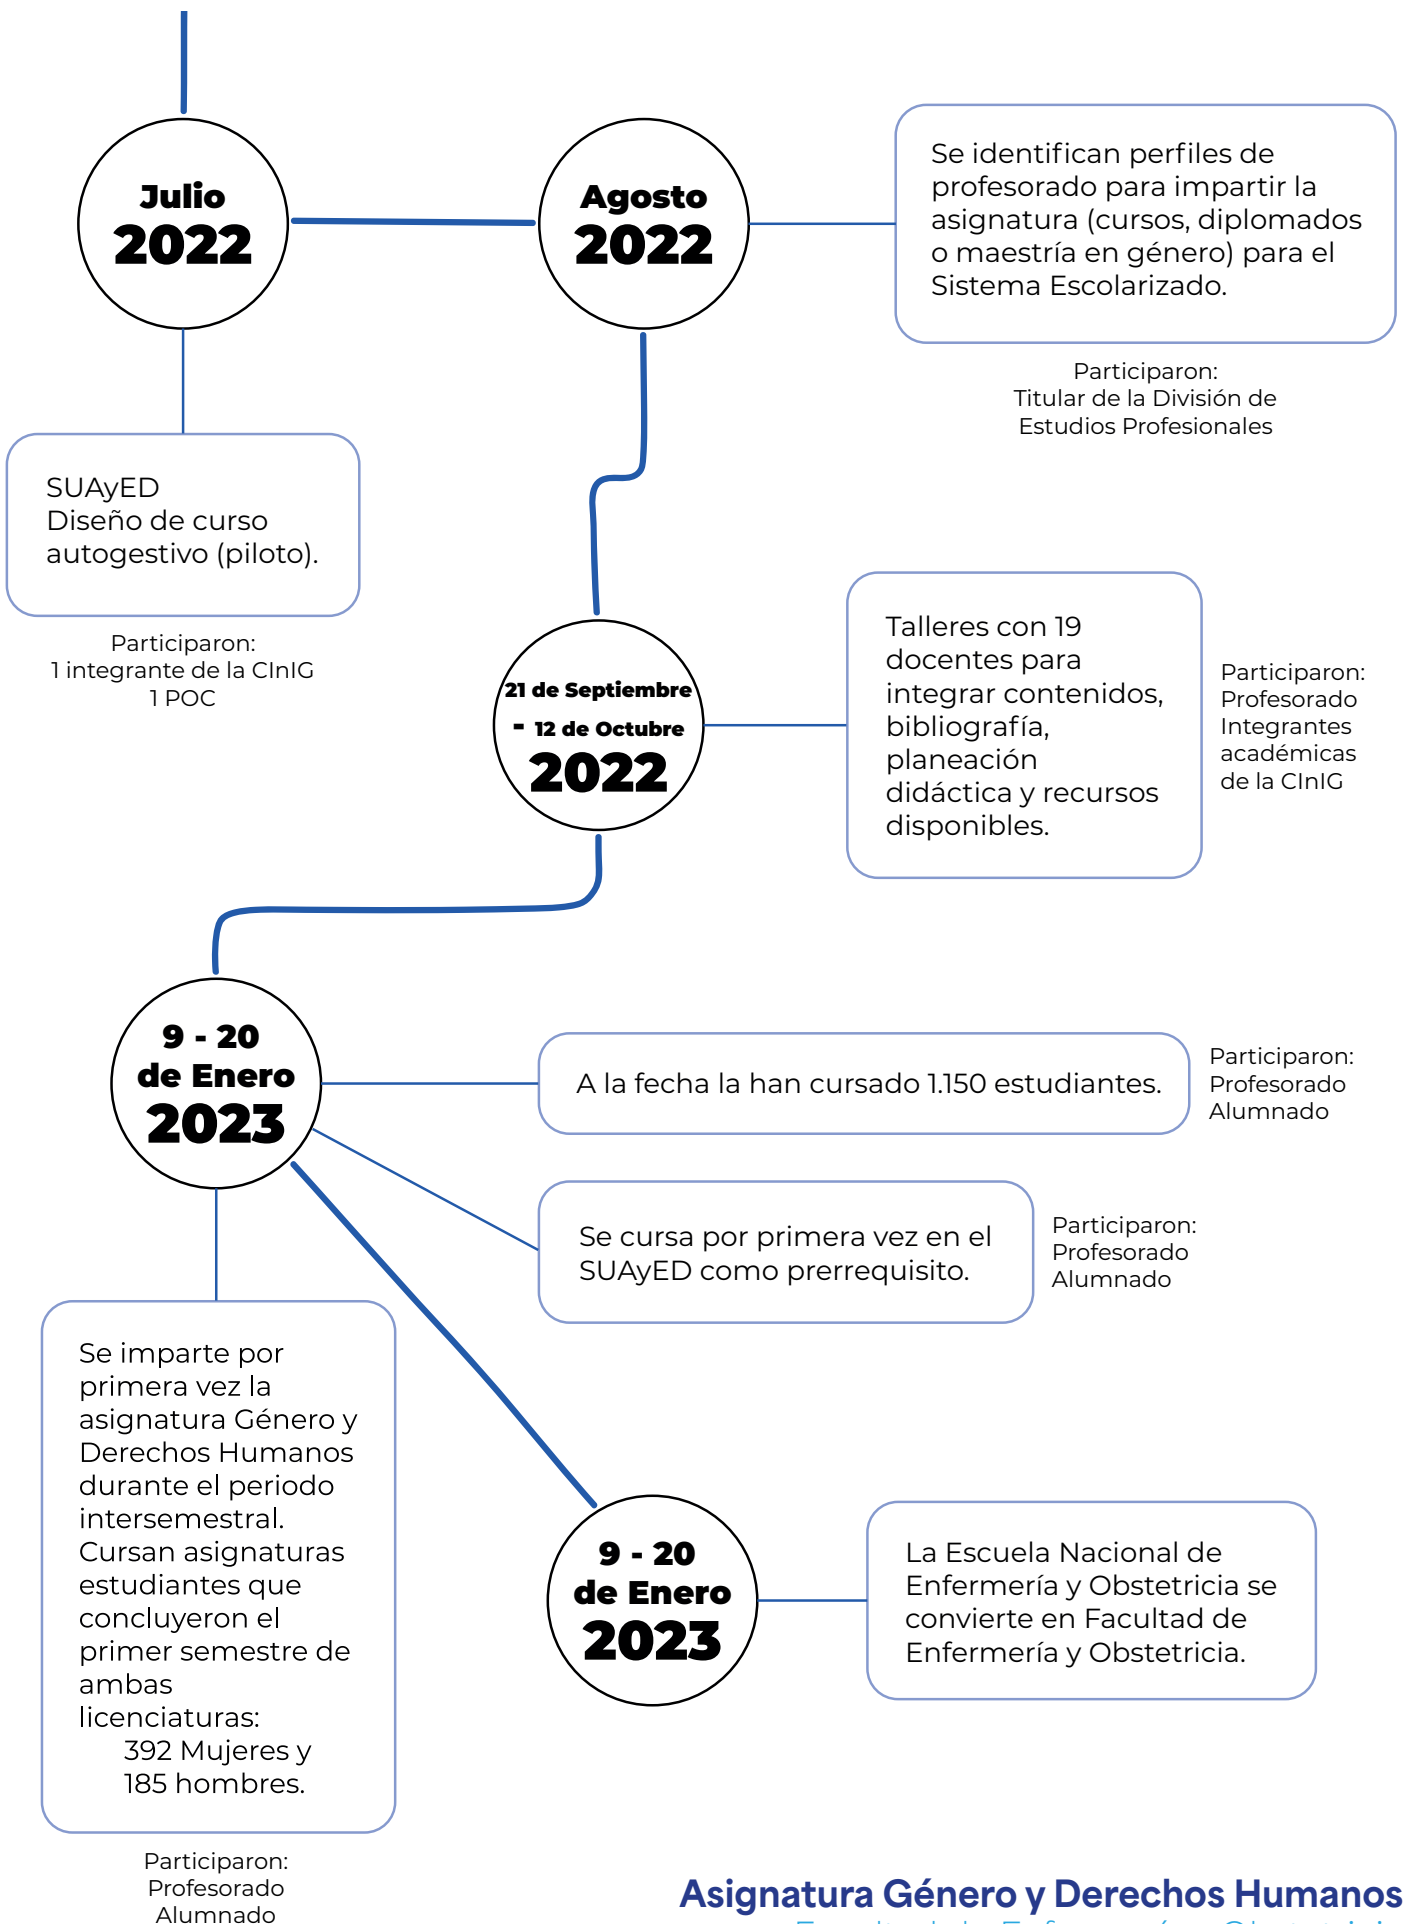 Julio
2022
Agosto
2022
Se identifican perfiles de
profesorado para impartir la
asignatura (cursos, diplomados
o maestría en género) para el
Sistema Escolarizado.
Participaron:
Titular de la División de
Estudios Profesionales
SUAyED
Diseño de curso
autogestivo (piloto).
Participaron:
1 integrante de la CInIG
1 POC
21 de Septiembre
- 12 de Octubre
2022
Talleres con 19
docentes para
integrar contenidos,
bibliografía,
planeación
didáctica y recursos
disponibles.
Participaron:
Profesorado
Integrantes
académicas
de la CInIG
9 - 20
de Enero
2023
A la fecha la han cursado 1.150 estudiantes.
Participaron:
Profesorado
Alumnado
Se cursa por primera vez en el
SUAyED como prerrequisito.
Participaron:
Profesorado
Alumnado
Se imparte por
primera vez la
asignatura Género y
Derechos Humanos
durante el periodo
intersemestral.
Cursan asignaturas
estudiantes que
concluyeron el
primer semestre de
ambas
licenciaturas:
392 Mujeres y
185 hombres.
Participaron:
Profesorado
Alumnado
9 - 20
de Enero
2023
La Escuela Nacional de
Enfermería y Obstetricia se
convierte en Facultad de
Enfermería y Obstetricia.
Asignatura Género y Derechos Humanos